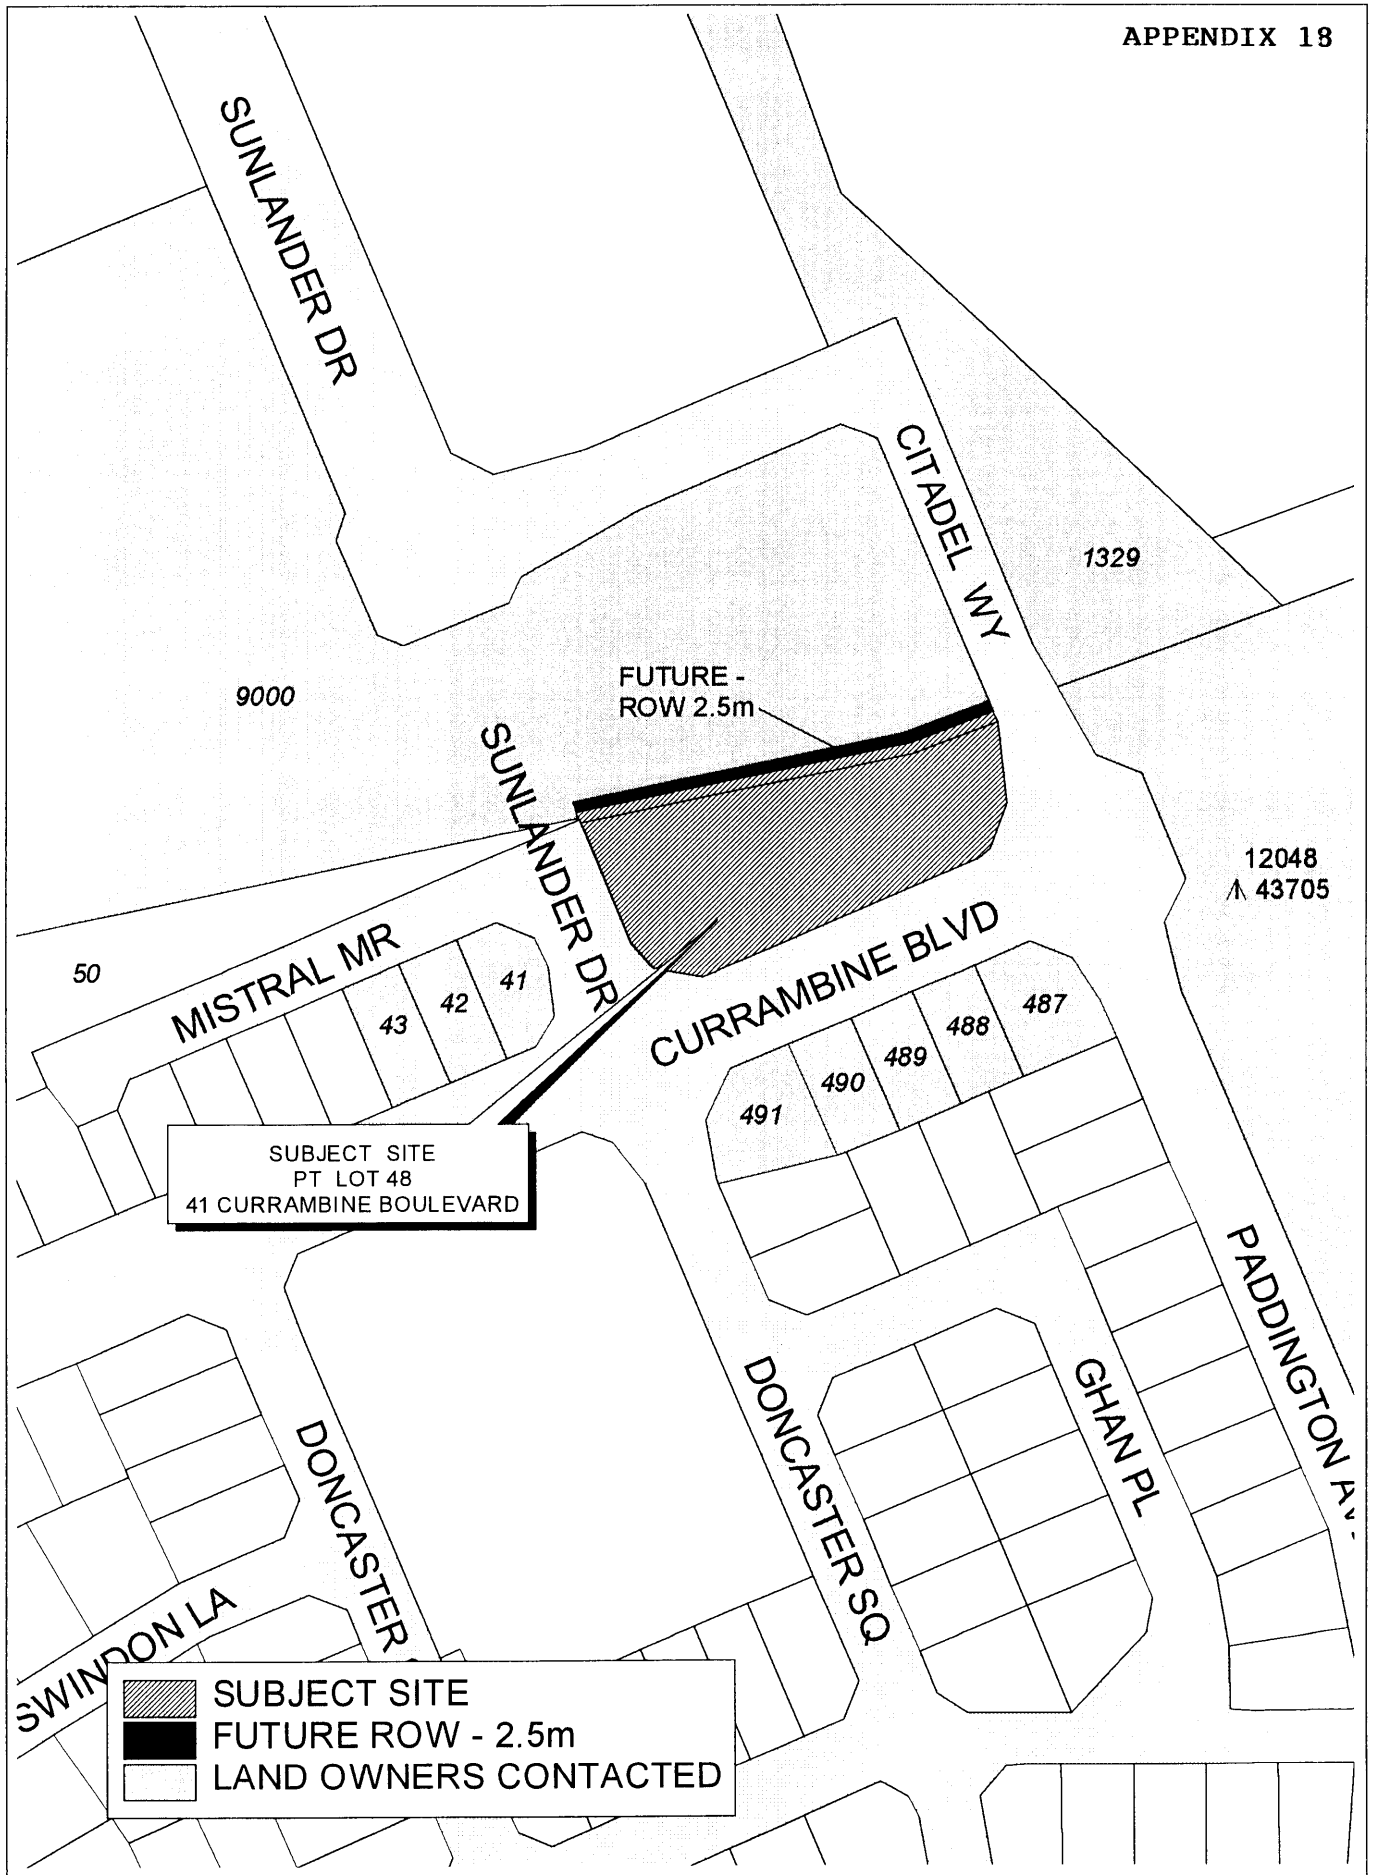 APPENDIX 18
SUNLANDER DR
CITADEL WY
1329
9000
FUTURE -
ROW 2.5m
SUNLANDER DR
12048
43705
50
MISTRAL MR
43
42
41
CURRAMBINE BLVD
491
490
489
488
487
SUBJECT SITE
PT LOT 48
41 CURRAMBINE BOULEVARD
PADDINGTON
GHAN PL
DONCASTER SQ
DONCASTER
SWINDON LA
SUBJECT SITE
FUTURE ROW - 2.5m
LAND OWNERS CONTACTED